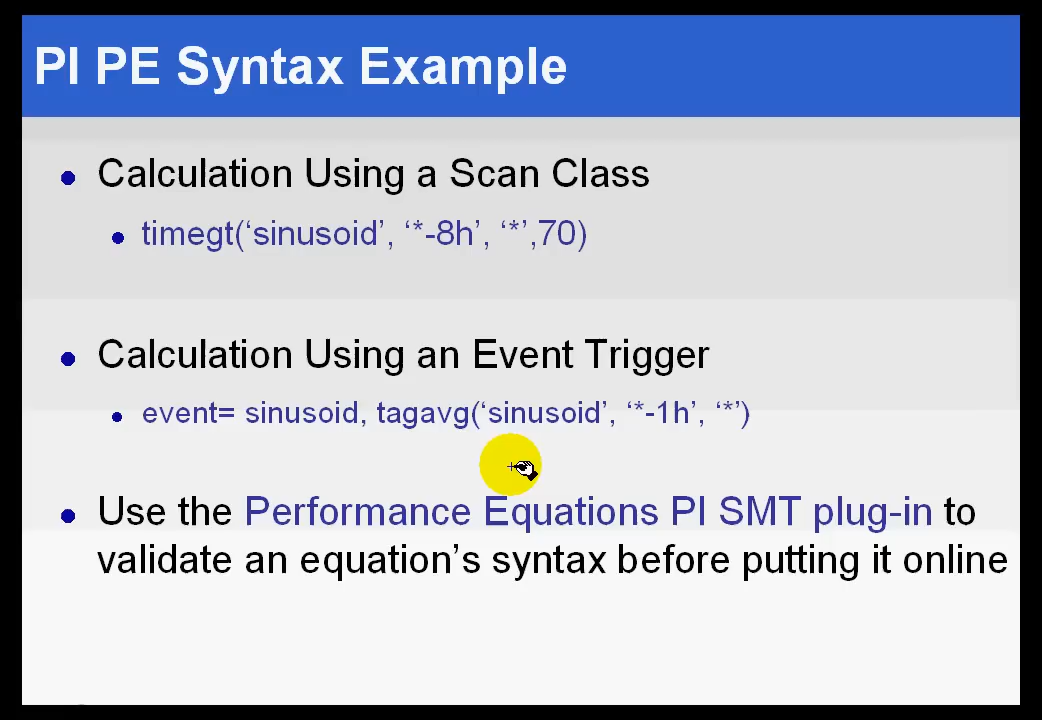 PI PE Syntax Example
Calculation Using a Scan Class
timegt(‘sinusoid’, ‘*-8h’, ‘*’,70)
Calculation Using an Event Trigger
event= sinusoid, tagavg(‘sinusoid’, ‘*-1h’, ‘*’)
Use the Performance Equations PI SMT plug-in to
validate an equation’s syntax before putting it online